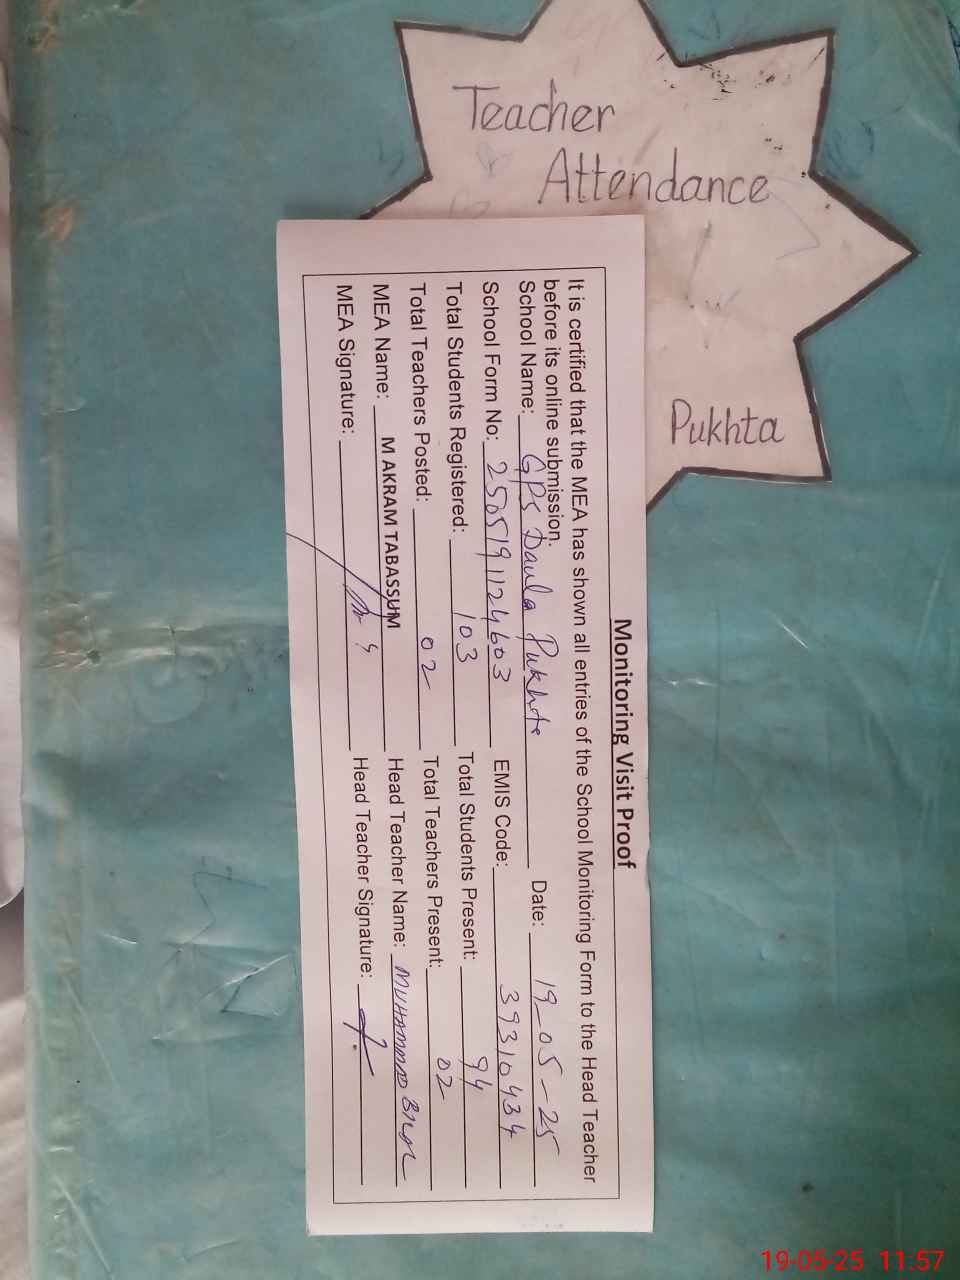 Teacher
Attendance
Pukhta
Monitoring Visit Proof
It is certified that the MEA has shown all entries of the School Monitoring Form to the Head Teacher
before its online submission.
School Name: GPS Daula Pukhta Date: 19-05-25
School Form No: 2505191124603 EMIS Code: 39310434
Total Students Registered: 103 Total Students Present: 94
Total Teachers Posted: 02 Total Teachers Present: 02
MEA Name: M AKRAM TABASSUM Head Teacher Name: MUHAMMAD
MEA Signature: Head Teacher Signature:
19-05-25 11:57